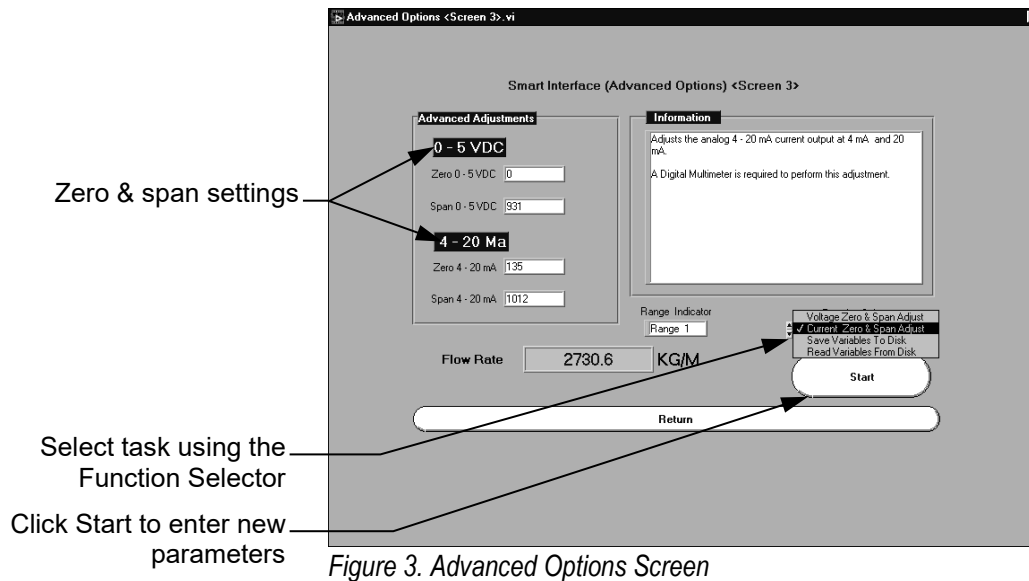 Advanced Options <Screen 3>.vi
Smart Interface (Advanced Options) <Screen 3>
Advanced Adjustments
0 - 5 VDC
Zero 0 - 5 VDC 0
Span 0 - 5 VDC 931
4 - 20 Ma
Zero 4 - 20 mA 135
Span 4 - 20 mA 1012
Information
Adjusts the analog 4 - 20 mA current output at 4 mA and 20
mA.
A Digital Multimeter is required to perform this adjustment.
Range Indicator
Range 1
Voltage Zero & Span Adjust
✓ Current Zero & Span Adjust
Save Variables To Disk
Read Variables From Disk
Flow Rate 2730.6 KG/M
Start
Return
Zero & span settings
Select task using the
Function Selector
Click Start to enter new
parameters
Figure 3. Advanced Options Screen